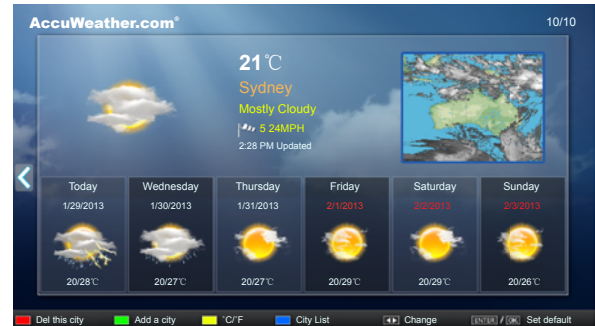 AccuWeather.com®
10/10
21°C
Sydney
Mostly Cloudy
5 24MPH
2:28 PM Updated
Today Wednesday Thursday Friday Saturday Sunday
1/29/2013 1/30/2013 1/31/2013 2/1/2013 2/2/2013 2/3/2013
20/28°C 20/27°C 20/27°C 20/29°C 20/29°C 20/26°C
Del this city Add a city °C/°F City List Change ENTER / OK Set default